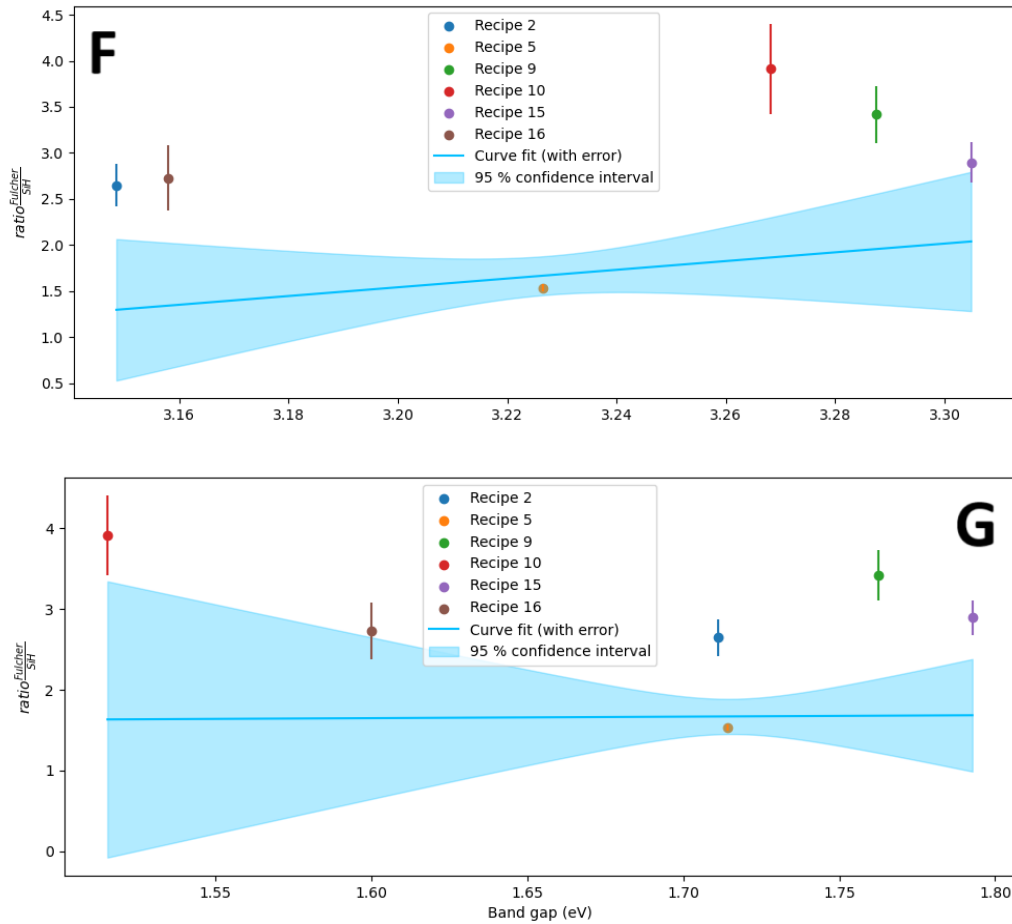 F
4.5
4.0
3.5
3.0
2.5
2.0
1.5
1.0
0.5
ratio Fulcher/SiH
Recipe 2
Recipe 5
Recipe 9
Recipe 10
Recipe 15
Recipe 16
Curve fit (with error)
95 % confidence interval
3.16 3.18 3.20 3.22 3.24 3.26 3.28 3.30
G
4
3
2
1
0
ratio Fulcher/SiH
Recipe 2
Recipe 5
Recipe 9
Recipe 10
Recipe 15
Recipe 16
Curve fit (with error)
95 % confidence interval
1.55 1.60 1.65 1.70 1.75 1.80
Band gap (eV)